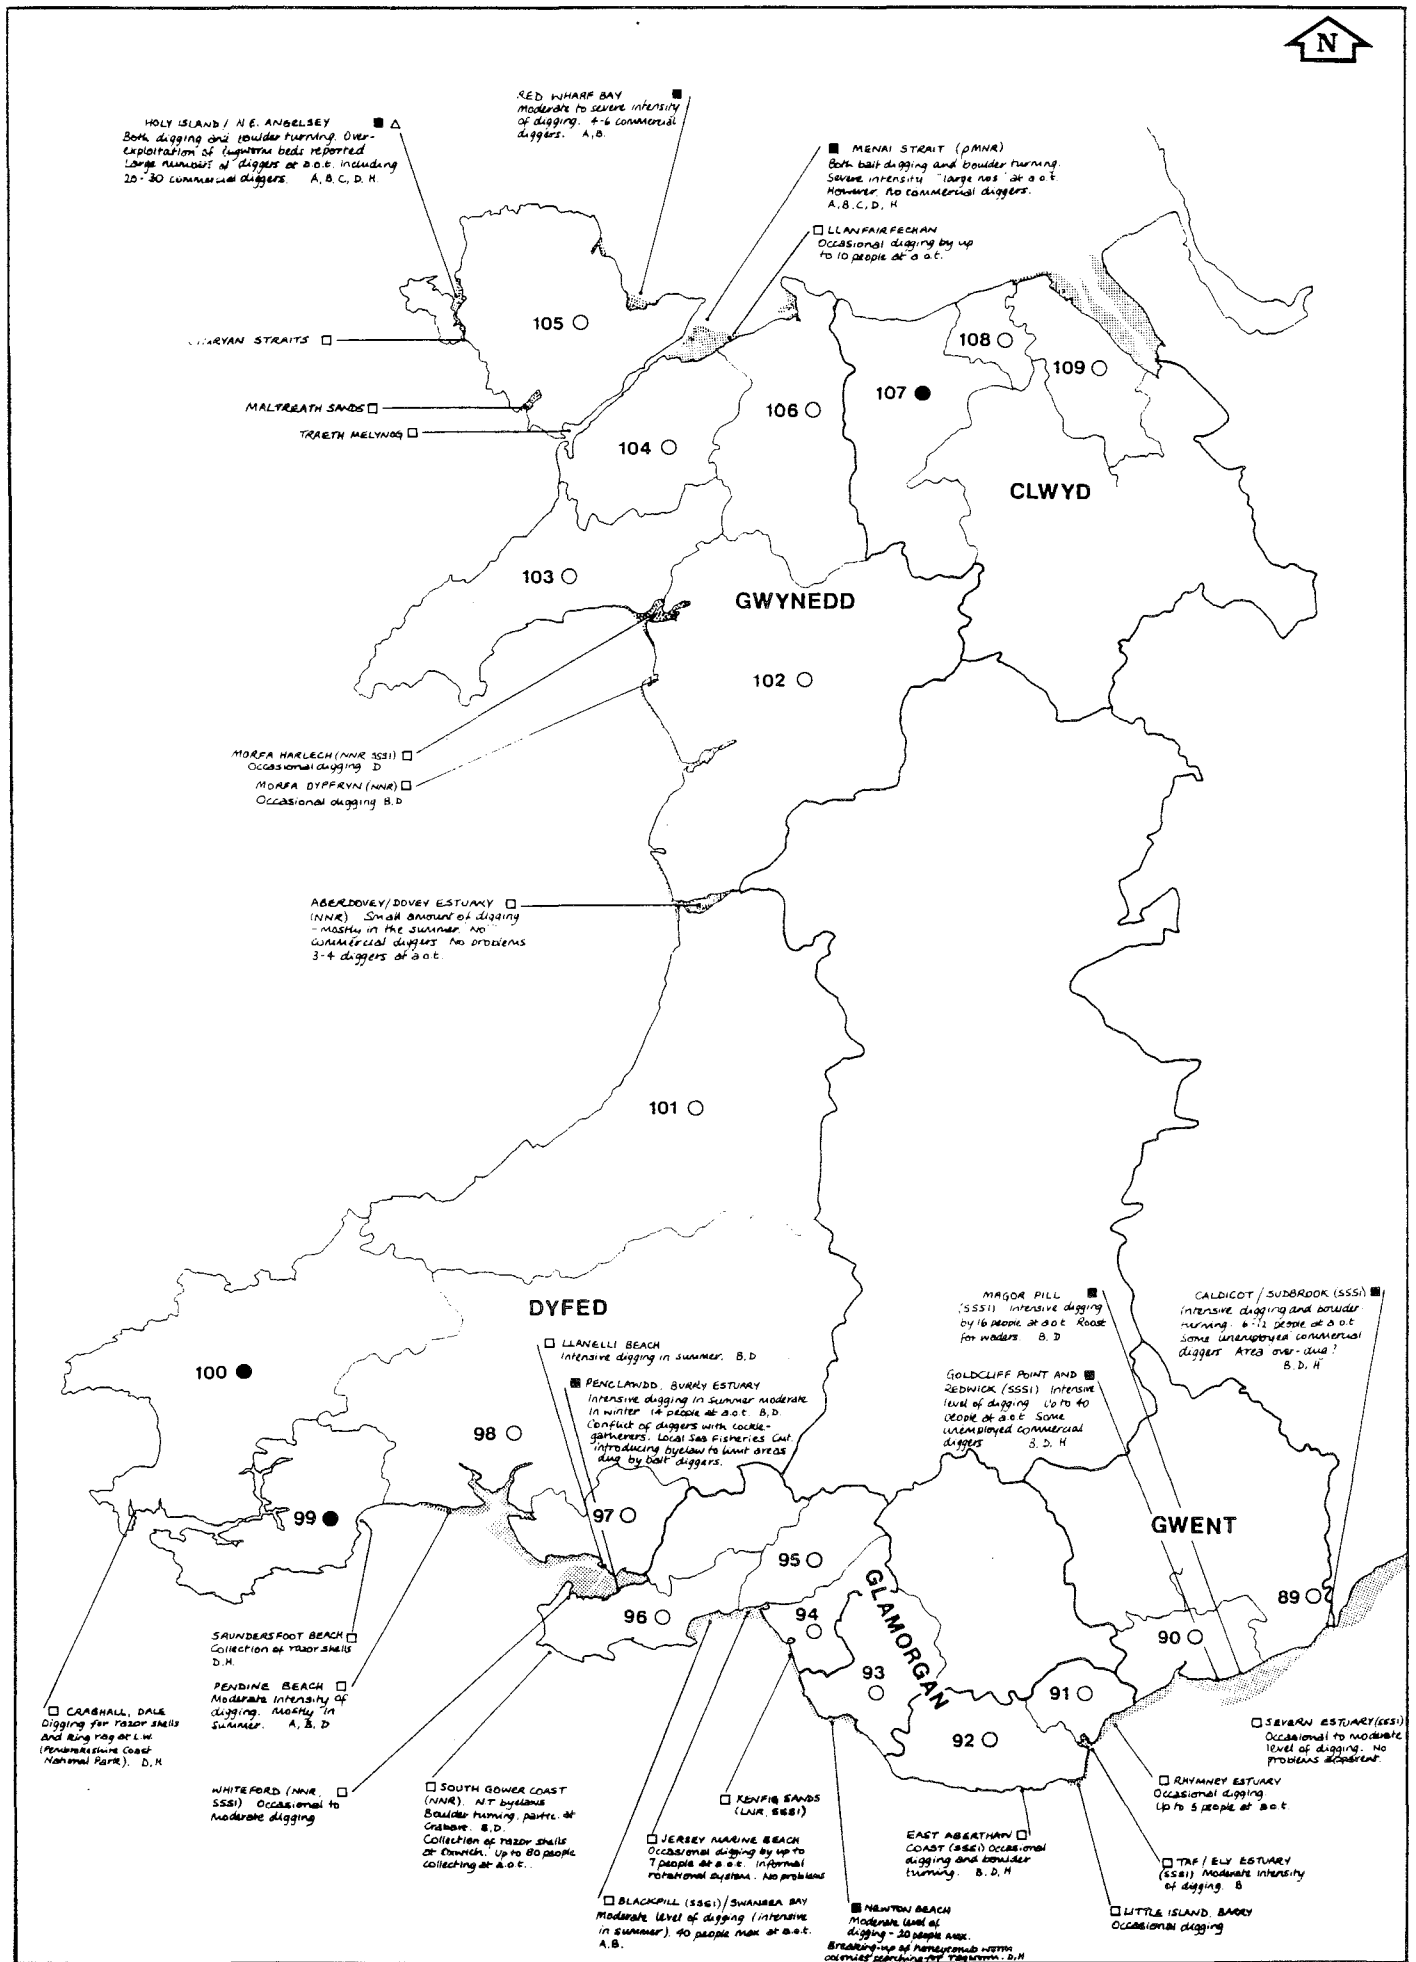 N
RED WHARF BAY
Moderate to severe intensity
of digging. 4-6 commercial
diggers. A,B.
HOLY ISLAND / N.E. ANGELSEY
Both digging and boulder turning. Over-
exploitation of lugworm beds reported
Large numbers of diggers at a.o.t. including
20-30 commercial diggers. A, B, C, D, H
MENAI STRAIT (pMNR)
Both bait digging and boulder turning.
Severe intensity "large nos" at a.o.t.
However, no commercial diggers.
A, B, C, D, H
LLANFAIRFECHAN
Occasional digging by up
to 10 people at a.o.t.
105
STRAITS
108
109
107
MALTREATH SANDS
106
TRAETH MELYNOG
104
CLWYD
103
GWYNEDD
102
MORFA HARLECH (NNR SSSI)
Occasional digging D
MORFA DYFFRYN (NNR)
Occasional digging B,D
ABERDOVEY/DOVEY ESTUARY
(NNR) Small amount of digging
- mostly in the summer. No
commercial diggers No problems
3-4 diggers at a.o.t.
101
DYFED
MAGOR PILL
(SSSI) Intensive digging
by 16 people at a.o.t. Roost
for waders B.D
CALDICOT / SUDBROOK (SSSI)
Intensive digging and boulder
turning. 6-12 people at a.o.t
Some unemployed commercial
diggers Area over-dug?
B.D, H
LLANELLI BEACH
Intensive digging in summer. B,D
100
PENCLAWDD, BURRY ESTUARY
Intensive digging in summer moderate
in winter 14 people at a.o.t. B,D.
Conflict of diggers with cockle-
gatherers. Local Sea Fisheries Cttt.
introducing byelaw to limit areas
dug by bait diggers.
GOLDCLIFF POINT AND
REDWICK (SSSI) Intensive
level of digging Up to 40
people at a.o.t Some
unemployed commercial
diggers B.D, H
98
99
97
GWENT
95
GLAMORGAN
89
96
94
90
SAUNDERSFOOT BEACH
Collection of razor shells
D.H.
93
91
PENDINE BEACH
Moderate intensity of
digging. Mostly in
summer. A, B, D
CRABHALL, DALE
Digging for razor shells
and King rag at L.W.
(Pembrokeshire Coast
National Park). D,H
92
SEVERN ESTUARY (SSSI)
Occasional to moderate
level of digging. No
problems apparent.
WHITEFORD (NNR,
SSSI) Occasional to
Moderate digging
SOUTH GOWER COAST
(NNR). NT byelaws
Boulder turning, partic. at
B,D.
Collection of razor shells
at Oxwich. Up to 80 people
collecting at a.o.t.
KENFIG SANDS
(LNR, SSSI)
RHYMNEY ESTUARY
Occasional digging
Up to 5 people at a.o.t.
JERSEY MARINE BEACH
Occasional digging by up to
7 people at a.o.t. Informal
rotational system. No problems
EAST ABERTHAN
COAST (SSSI) Occasional
digging and boulder
turning. B, D, H
TAF/ELY ESTUARY
(SSSI) Moderate intensity
of digging. B
BLACKPILL (SSSI)/SWANSEA BAY
Moderate level of digging (intensive
in summer). 40 people max at a.o.t.
A,B.
NEWTON BEACH
Moderate level of
digging - 20 people max.
Breaking-up of honeycomb worm
colonies searching for ragworm. D,H
LITTLE ISLAND, BARRY
Occasional digging